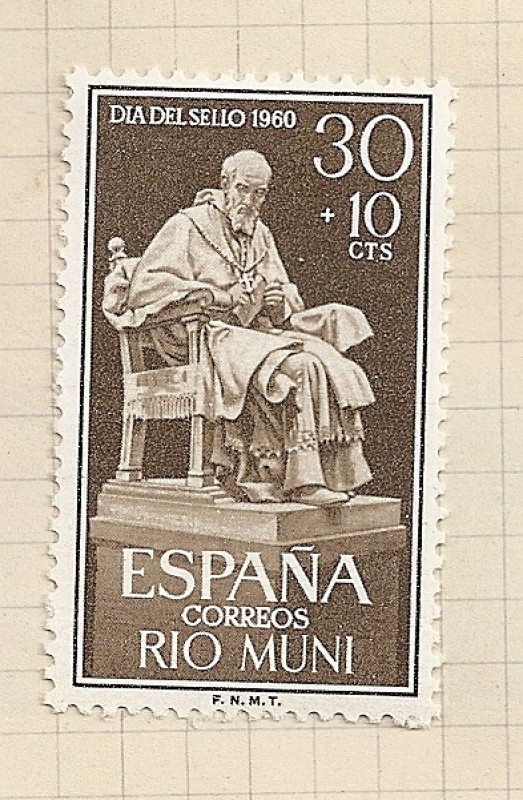 DIA DEL SELLO 1960
30
+ 10
CTS
ESPAÑA
CORREOS
RIO MUNI
F. N. M. T.